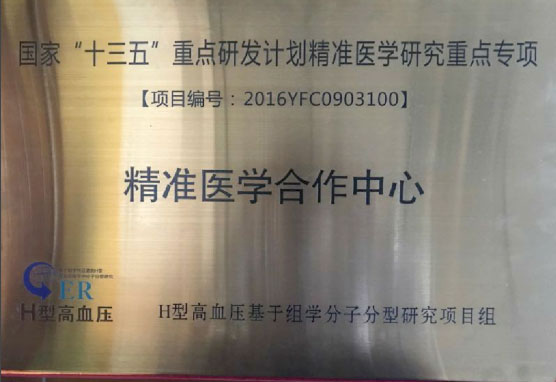 国家“十三五”重点研发计划精准医学研究重点专项
【项目编号：2016YFC0903100】
精准医学合作中心
ER
H型高血压
H型高血压基于组学分子分型研究项目组